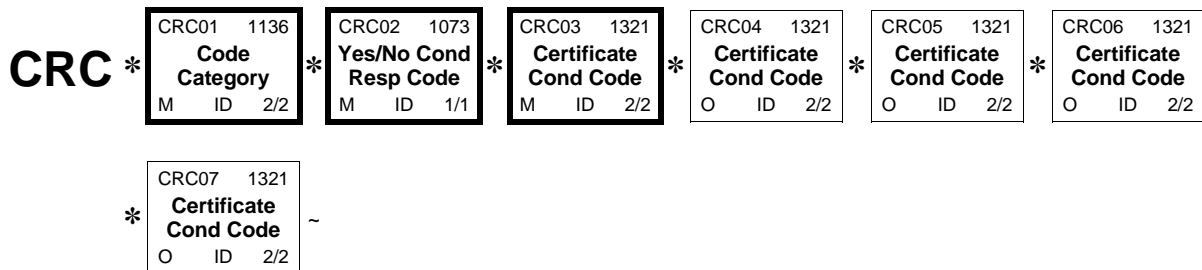 CRC * CRC01 1136 * CRC02 1073 * CRC03 1321 * CRC04 1321 * CRC05 1321 * CRC06 1321
Code Yes/No Cond Certificate Certificate Certificate Certificate
Category Resp Code Cond Code Cond Code Cond Code Cond Code
M ID 2/2 M ID 1/1 M ID 2/2 O ID 2/2 O ID 2/2 O ID 2/2
* CRC07 1321 ~
Certificate
Cond Code
O ID 2/2